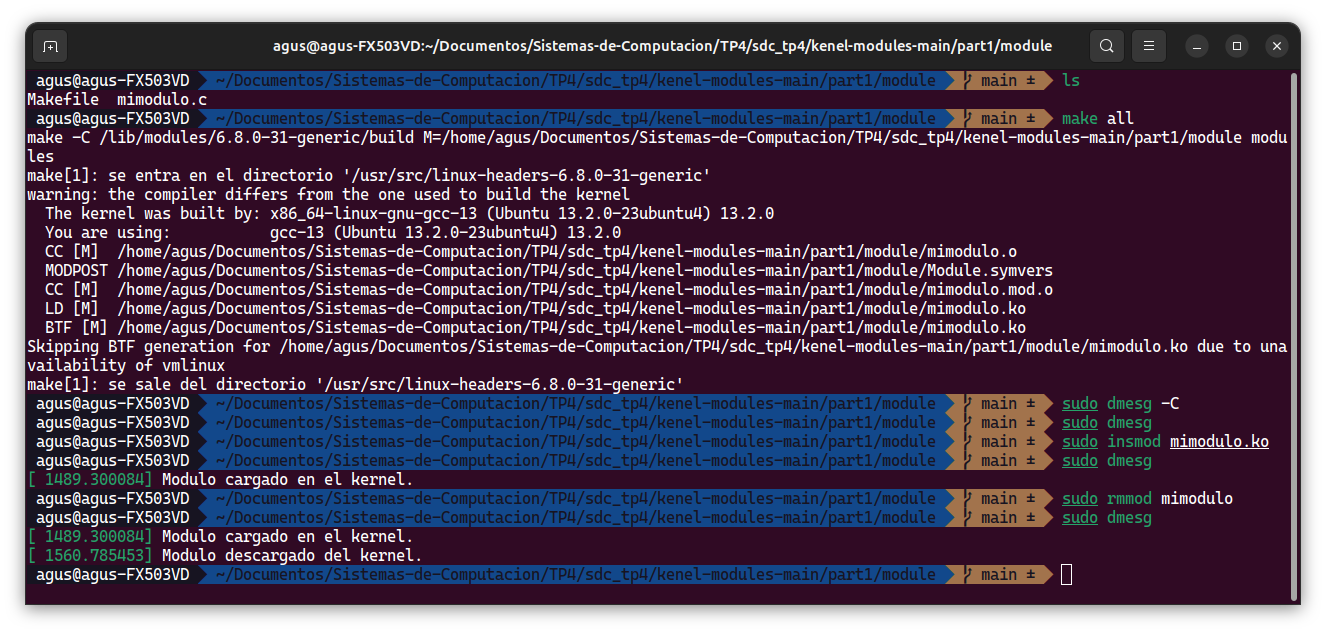 agus@agus-FX503VD:~/Documentos/Sistemas-de-Computacion/TP4/sdc_tp4/kenel-modules-main/part1/module
agus@agus-FX503VD ~/Documentos/Sistemas-de-Computacion/TP4/sdc_tp4/kenel-modules-main/part1/module main ± ls
Makefile  mimodulo.c
agus@agus-FX503VD ~/Documentos/Sistemas-de-Computacion/TP4/sdc_tp4/kenel-modules-main/part1/module main ± make all
make -C /lib/modules/6.8.0-31-generic/build M=/home/agus/Documentos/Sistemas-de-Computacion/TP4/sdc_tp4/kenel-modules-main/part1/module modu
les
make[1]: se entra en el directorio '/usr/src/linux-headers-6.8.0-31-generic'
warning: the compiler differs from the one used to build the kernel
  The kernel was built by: x86_64-linux-gnu-gcc-13 (Ubuntu 13.2.0-23ubuntu4) 13.2.0
  You are using:           gcc-13 (Ubuntu 13.2.0-23ubuntu4) 13.2.0
  CC [M]  /home/agus/Documentos/Sistemas-de-Computacion/TP4/sdc_tp4/kenel-modules-main/part1/module/mimodulo.o
  MODPOST /home/agus/Documentos/Sistemas-de-Computacion/TP4/sdc_tp4/kenel-modules-main/part1/module/Module.symvers
  CC [M]  /home/agus/Documentos/Sistemas-de-Computacion/TP4/sdc_tp4/kenel-modules-main/part1/module/mimodulo.mod.o
  LD [M]  /home/agus/Documentos/Sistemas-de-Computacion/TP4/sdc_tp4/kenel-modules-main/part1/module/mimodulo.ko
  BTF [M] /home/agus/Documentos/Sistemas-de-Computacion/TP4/sdc_tp4/kenel-modules-main/part1/module/mimodulo.ko
Skipping BTF generation for /home/agus/Documentos/Sistemas-de-Computacion/TP4/sdc_tp4/kenel-modules-main/part1/module/mimodulo.ko due to una
vailability of vmlinux
make[1]: se sale del directorio '/usr/src/linux-headers-6.8.0-31-generic'
agus@agus-FX503VD ~/Documentos/Sistemas-de-Computacion/TP4/sdc_tp4/kenel-modules-main/part1/module main ± sudo dmesg -C
agus@agus-FX503VD ~/Documentos/Sistemas-de-Computacion/TP4/sdc_tp4/kenel-modules-main/part1/module main ± sudo dmesg
agus@agus-FX503VD ~/Documentos/Sistemas-de-Computacion/TP4/sdc_tp4/kenel-modules-main/part1/module main ± sudo insmod mimodulo.ko
agus@agus-FX503VD ~/Documentos/Sistemas-de-Computacion/TP4/sdc_tp4/kenel-modules-main/part1/module main ± sudo dmesg
[ 1489.300084] Modulo cargado en el kernel.
agus@agus-FX503VD ~/Documentos/Sistemas-de-Computacion/TP4/sdc_tp4/kenel-modules-main/part1/module main ± sudo rmmod mimodulo
agus@agus-FX503VD ~/Documentos/Sistemas-de-Computacion/TP4/sdc_tp4/kenel-modules-main/part1/module main ± sudo dmesg
[ 1489.300084] Modulo cargado en el kernel.
[ 1560.785453] Modulo descargado del kernel.
agus@agus-FX503VD ~/Documentos/Sistemas-de-Computacion/TP4/sdc_tp4/kenel-modules-main/part1/module main ±